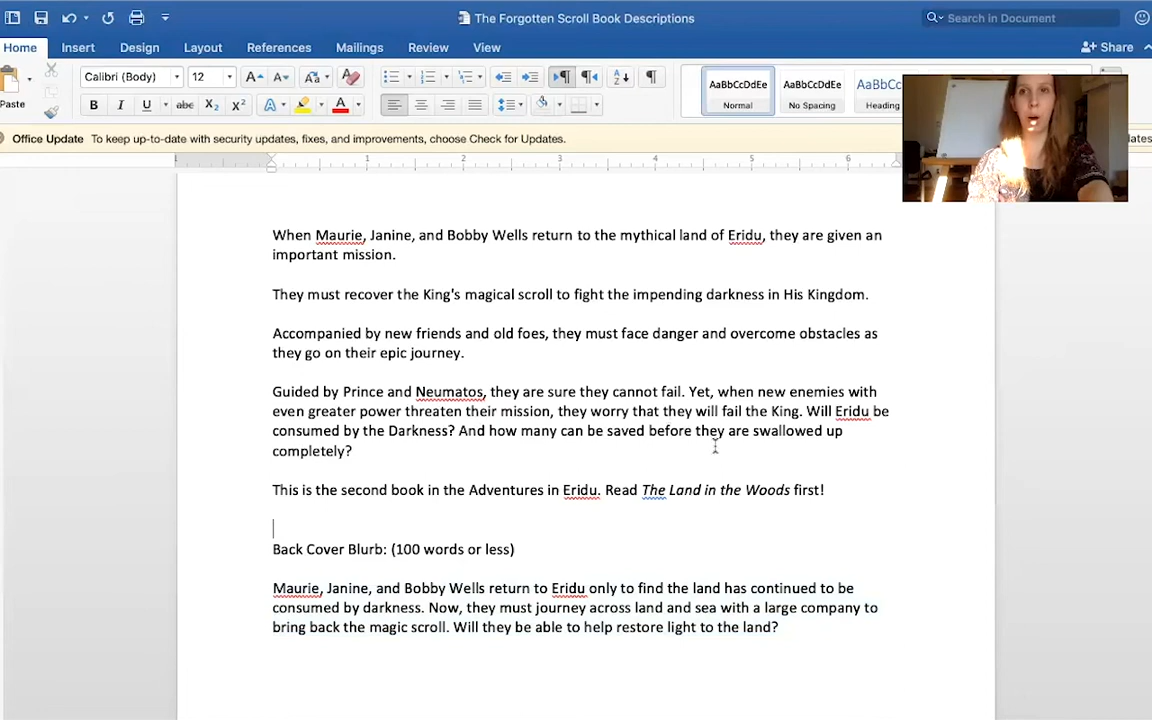 The Forgotten Scroll Book Descriptions
Search in Document
Home Insert Design Layout References Mailings Review View Share
Calibri (Body) 12
Paste
B I U abc X2 X2 A A
AaBbCcDdEe AaBbCcDdEe AaBbCcDc
Normal No Spacing Heading
Office Update To keep up-to-date with security updates, fixes, and improvements, choose Check for Updates.
1 1 2 3 4 5 6
When Maurie, Janine, and Bobby Wells return to the mythical land of Eridu, they are given an
important mission.
They must recover the King's magical scroll to fight the impending darkness in His Kingdom.
Accompanied by new friends and old foes, they must face danger and overcome obstacles as
they go on their epic journey.
Guided by Prince and Neumatos, they are sure they cannot fail. Yet, when new enemies with
even greater power threaten their mission, they worry that they will fail the King. Will Eridu be
consumed by the Darkness? And how many can be saved before they are swallowed up
completely?
This is the second book in the Adventures in Eridu. Read The Land in the Woods first!
Back Cover Blurb: (100 words or less)
Maurie, Janine, and Bobby Wells return to Eridu only to find the land has continued to be
consumed by darkness. Now, they must journey across land and sea with a large company to
bring back the magic scroll. Will they be able to help restore light to the land?